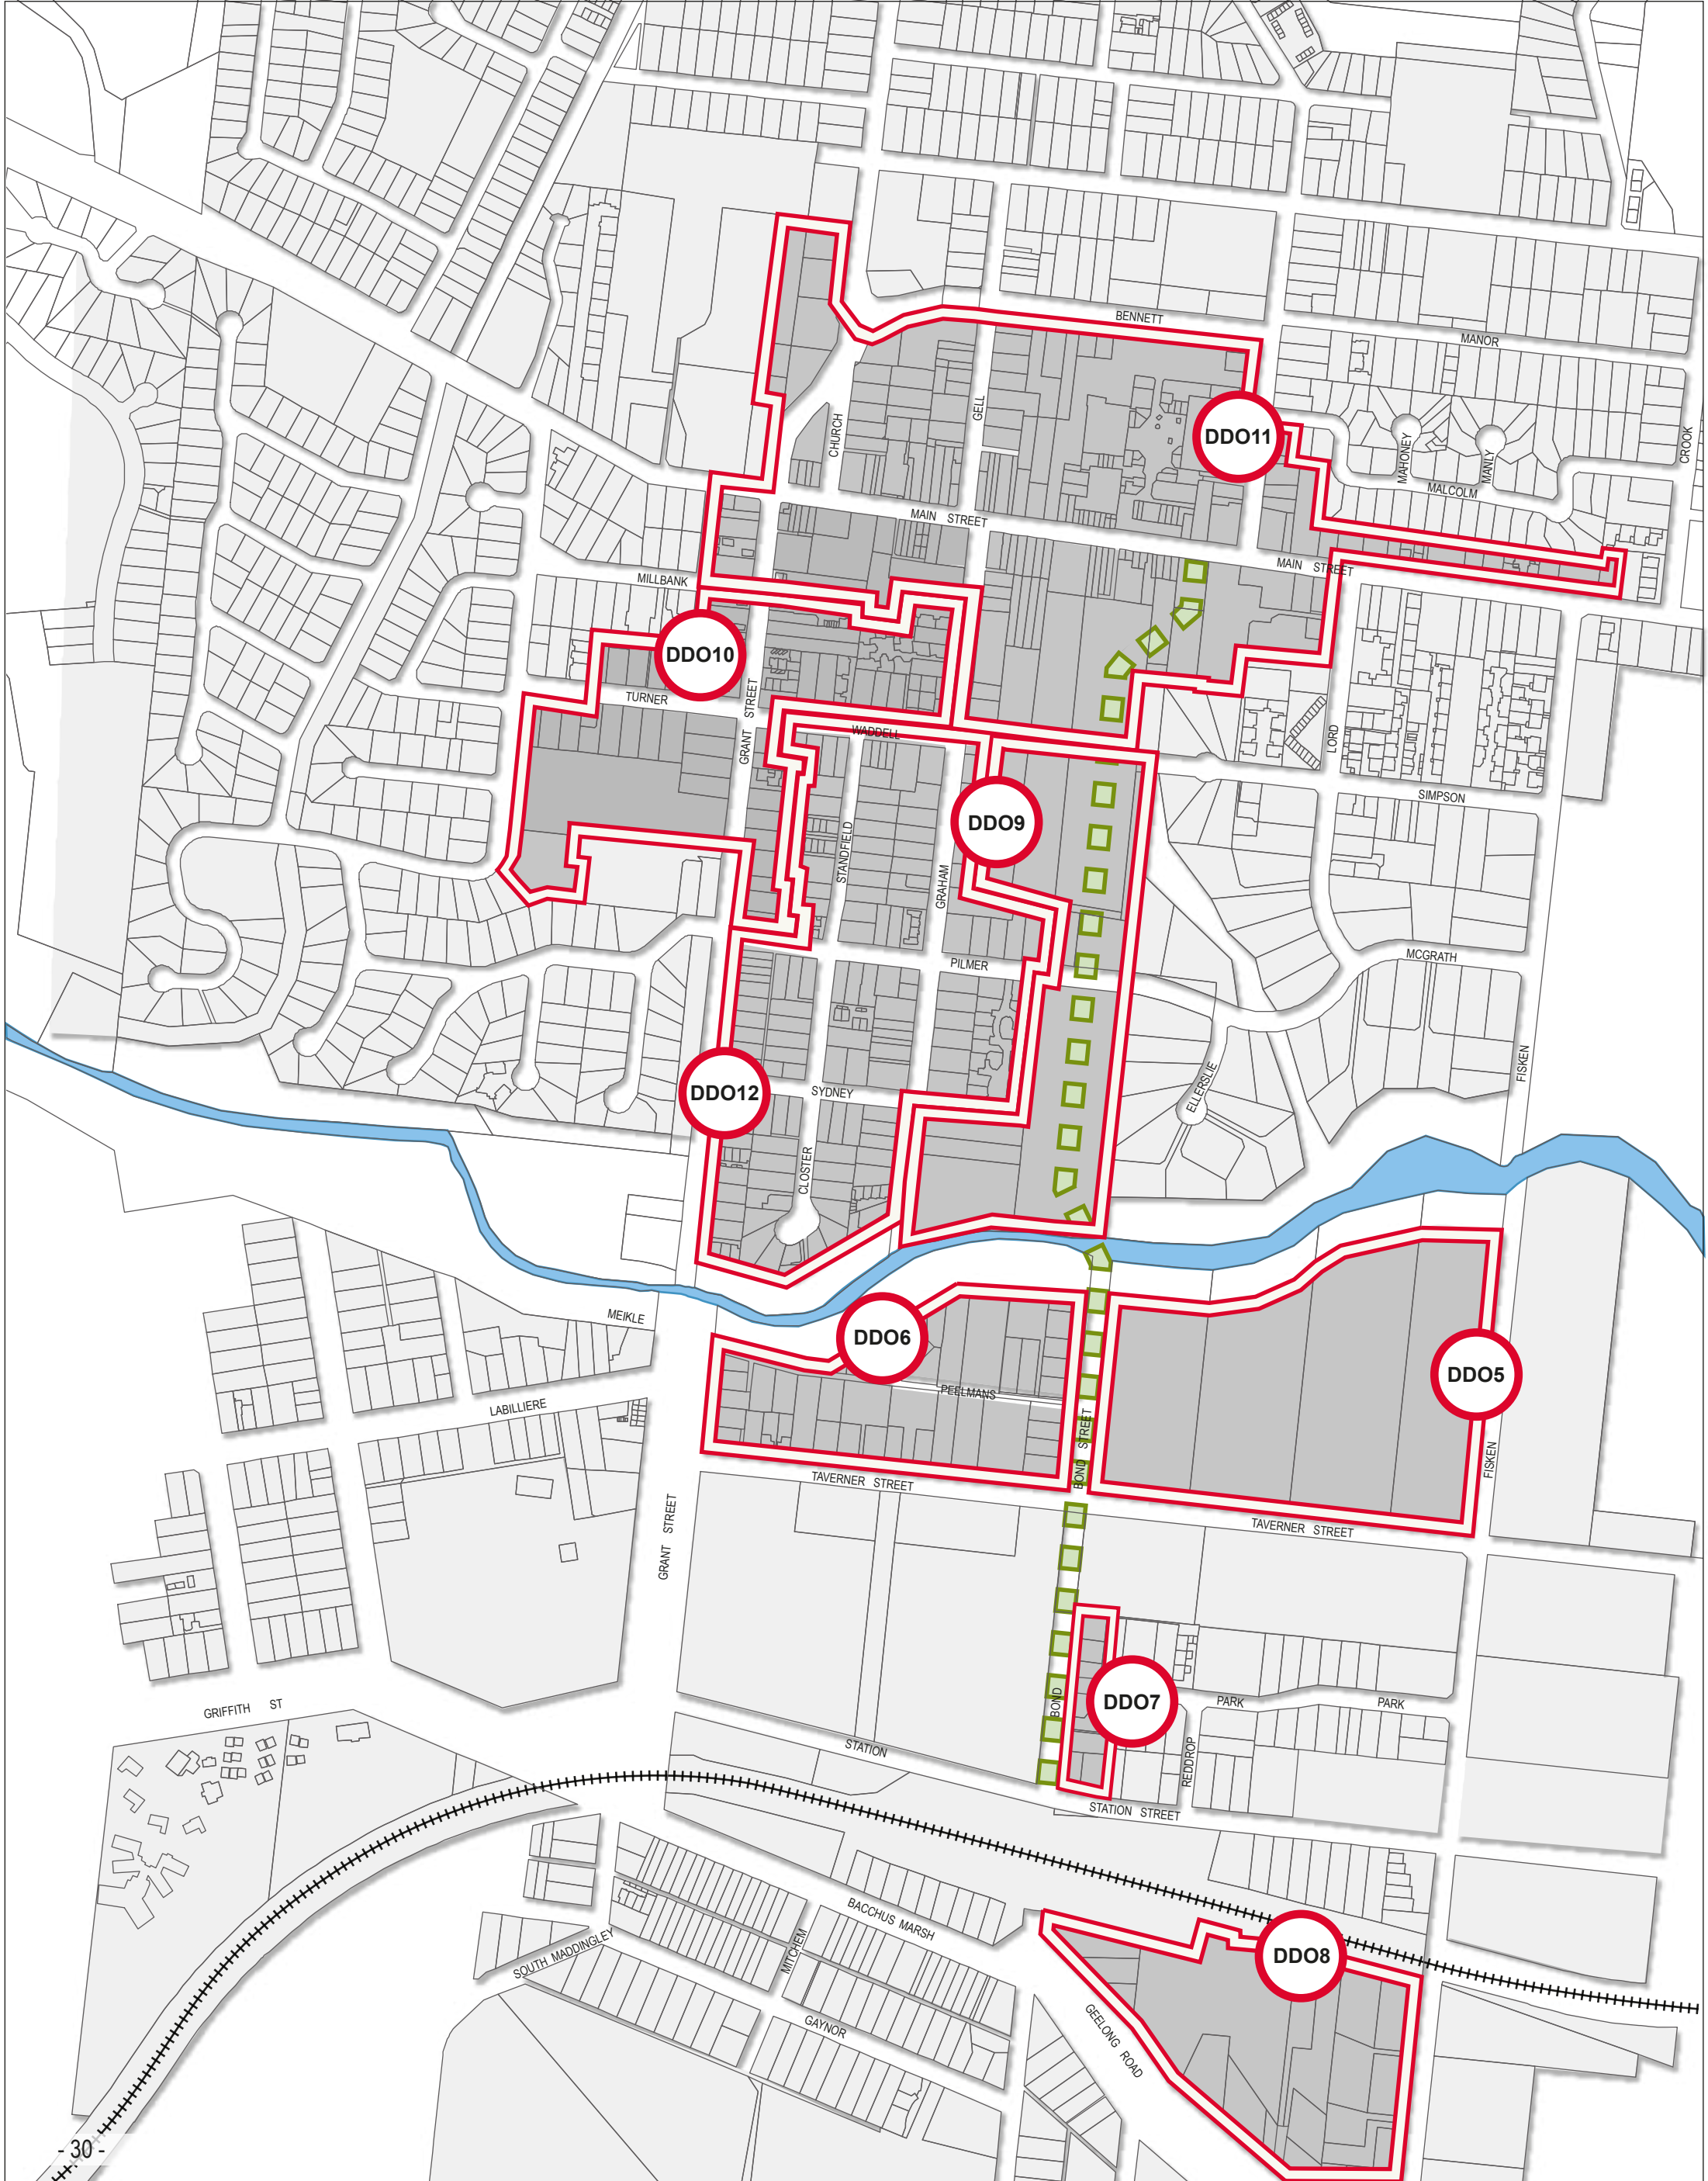 BENNETT
MANOR
GELL
CHURCH
DDO11
MAHONEY
MANLY
CROOK
MALCOLM
MAIN STREET
MAIN STREET
MILLBANK
DDO10
TURNER
GRANT STREET
WADDELL
LORD
SIMPSON
DDO9
STANDFIELD
GRAHAM
PILMER
MCGRATH
FISKEN
ELLERSLIE
DDO12
SYDNEY
CLOSTER
MEIKLE
DDO6
DDO5
PEELMANS
LABILLIERE
BOND STREET
FISKEN
TAVERNER STREET
TAVERNER STREET
GRANT STREET
DDO7
BOND
PARK
PARK
GRIFFITH ST
STATION
REDDROP
STATION STREET
BACCHUS MARSH
SOUTH MADDINGLEY
MITCHEM
DDO8
GAYNOR
GEELONG ROAD
- 30 -